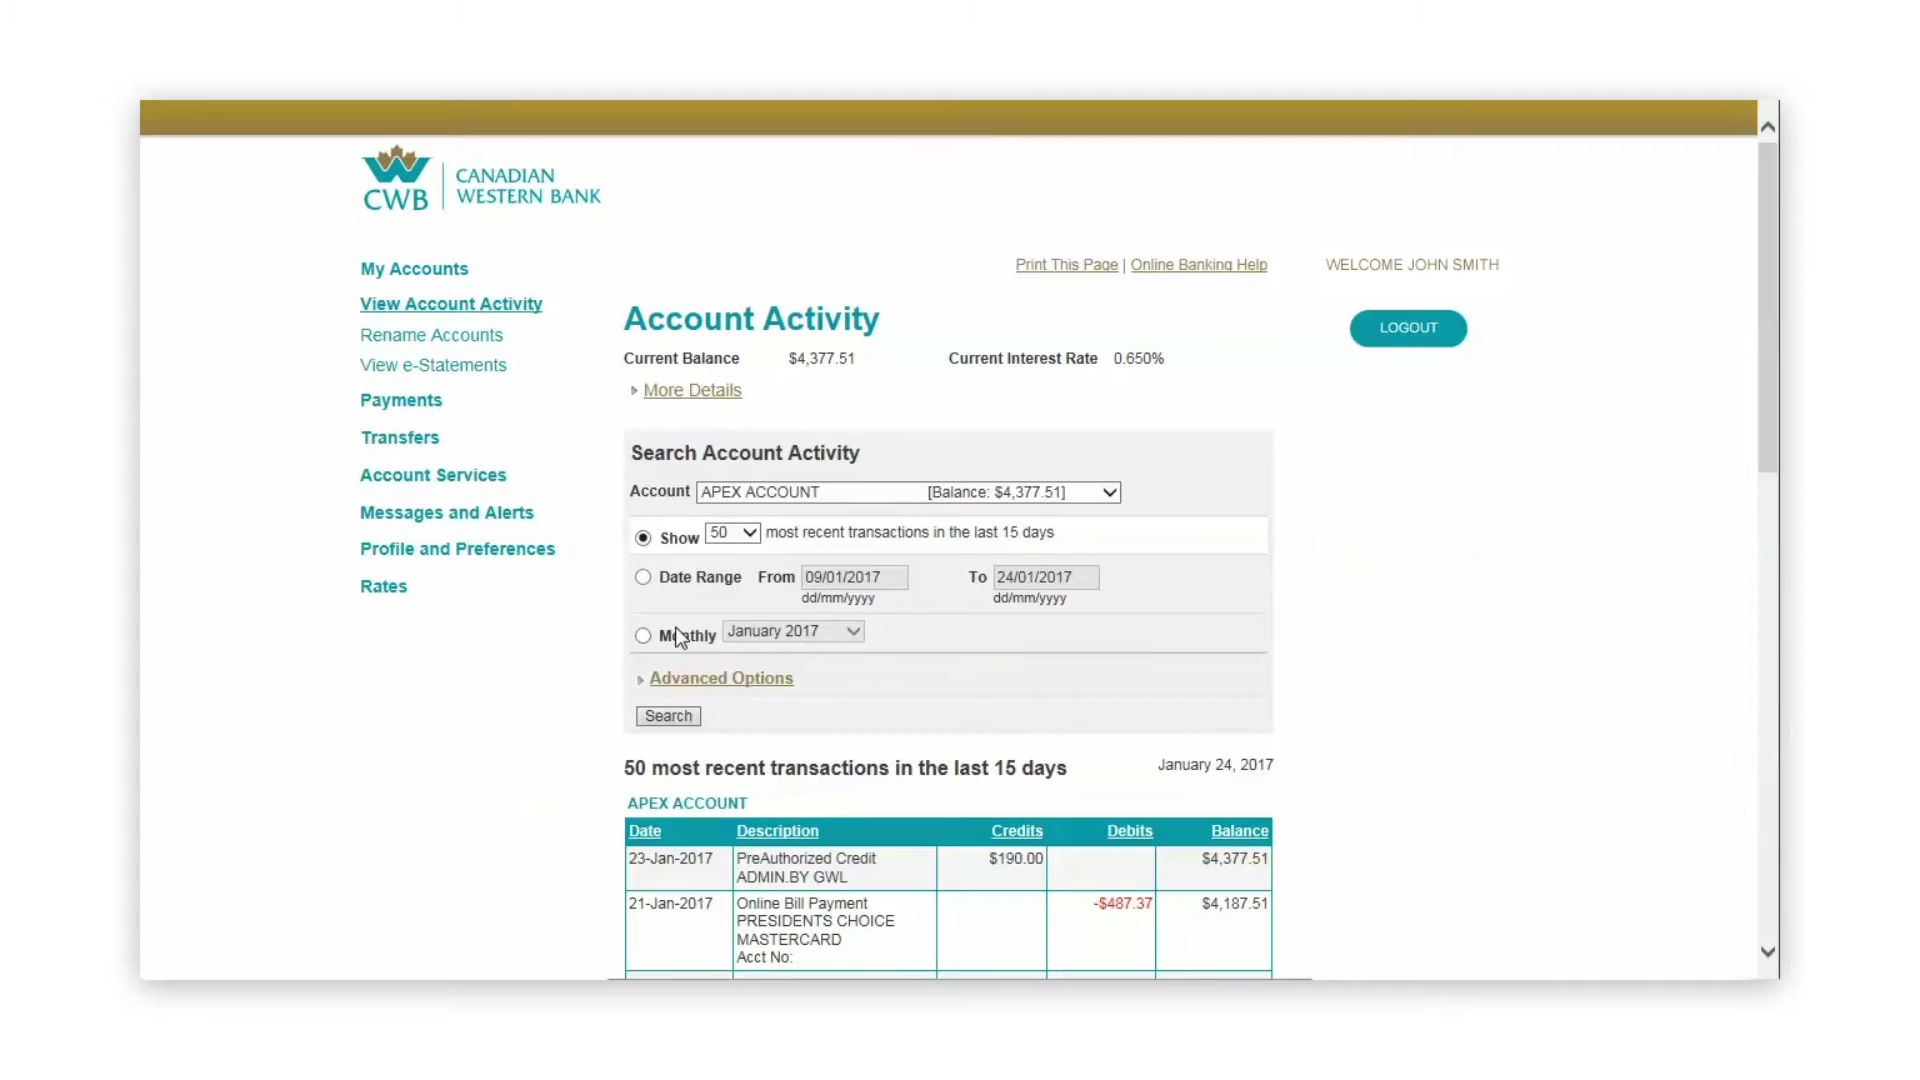 CWB
CANADIAN
WESTERN BANK
Print This Page | Online Banking Help
WELCOME JOHN SMITH
LOGOUT
My Accounts
View Account Activity
Rename Accounts
View e-Statements
Payments
Transfers
Account Services
Messages and Alerts
Profile and Preferences
Rates
Account Activity
Current Balance $4,377.51 Current Interest Rate 0.650%
More Details
Search Account Activity
Account APEX ACCOUNT [Balance: $4,377.51]
Show 50 most recent transactions in the last 15 days
Date Range From 09/01/2017 To 24/01/2017
dd/mm/yyyy dd/mm/yyyy
Monthly January 2017
Advanced Options
Search
50 most recent transactions in the last 15 days January 24, 2017
APEX ACCOUNT
Date Description Credits Debits Balance
23-Jan-2017 PreAuthorized Credit $190.00 $4,377.51
ADMIN.BY GWL
21-Jan-2017 Online Bill Payment -$487.37 $4,187.51
PRESIDENTS CHOICE
MASTERCARD
Acct No: